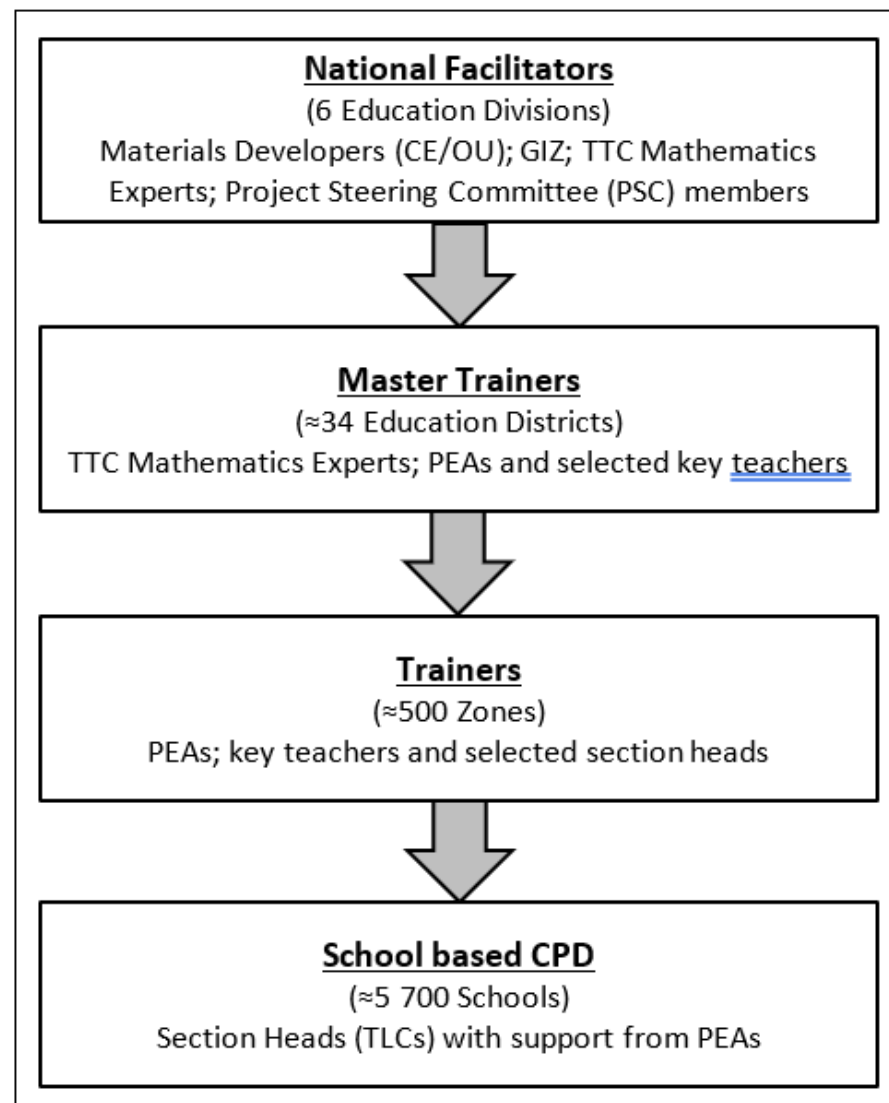 National Facilitators
(6 Education Divisions)
Materials Developers (CE/OU); GIZ; TTC Mathematics
Experts; Project Steering Committee (PSC) members
Master Trainers
(≈34 Education Districts)
TTC Mathematics Experts; PEAs and selected key teachers
Trainers
(≈500 Zones)
PEAs; key teachers and selected section heads
School based CPD
(≈5 700 Schools)
Section Heads (TLCs) with support from PEAs